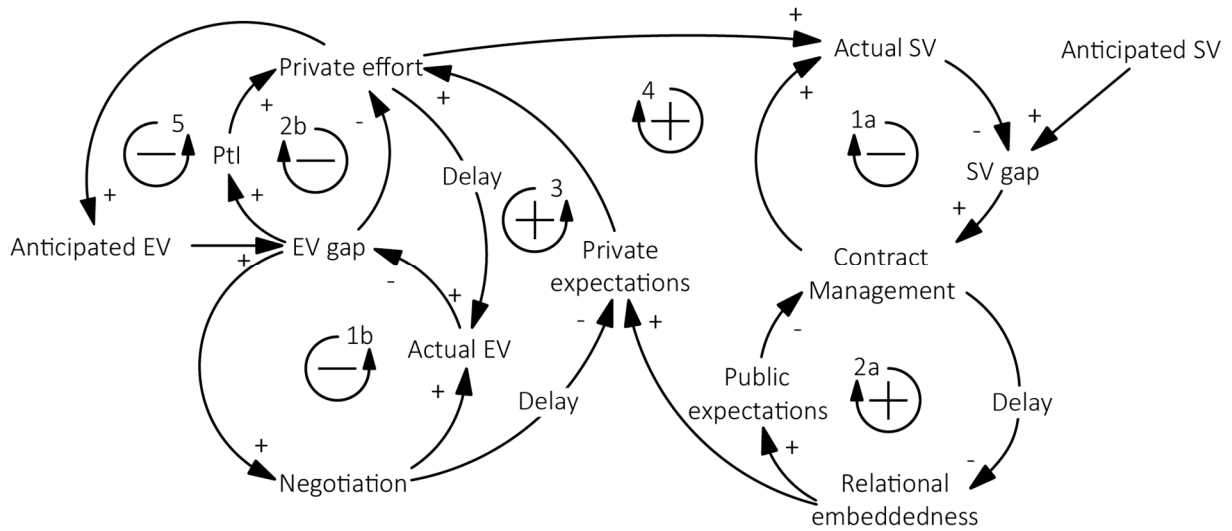 +
Private effort
+
Actual SV
Anticipated SV
4
+
+
+
-
1a
-
+
SV gap
5
+
2b
PtI
-
+
Delay
3
+
Anticipated EV
+
EV gap
-
+
Private
expectations
-
+
+
Contract
Management
-
1b
Actual EV
+
Delay
Public
expectations
2a
Delay
+
-
+
Negotiation
Relational
embeddedness